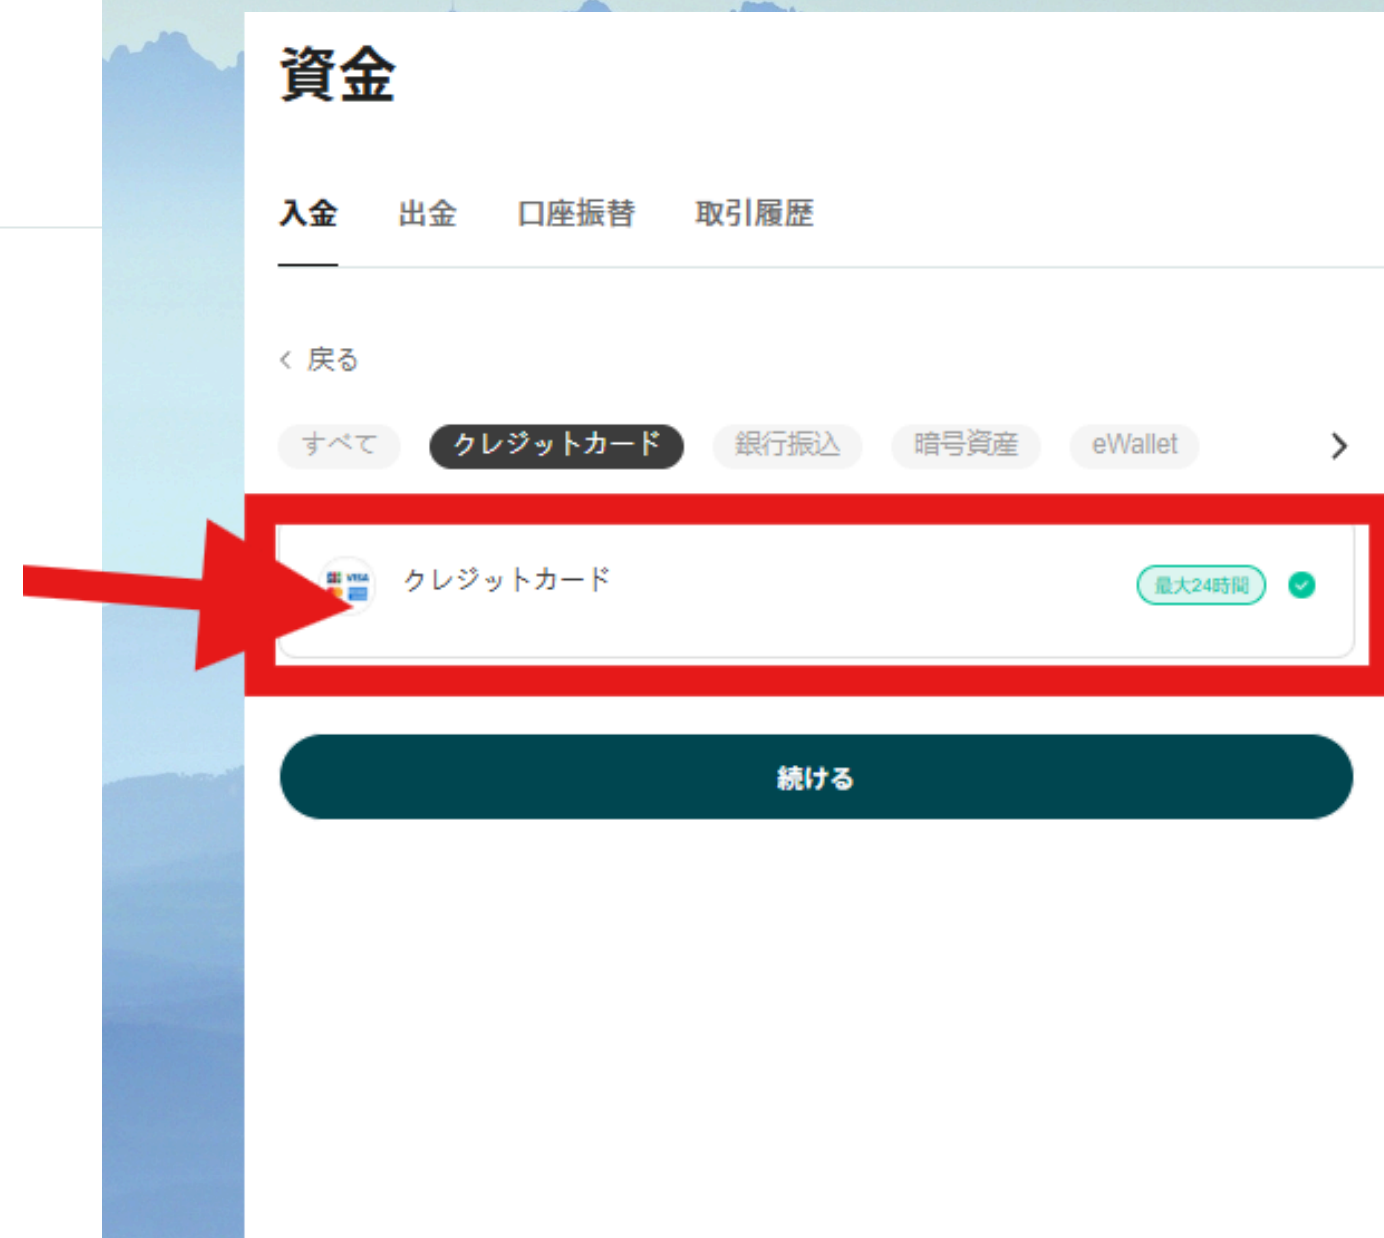 資金
入金 出金 口座振替 取引履歴
戻る
すべて クレジットカード 銀行振込 暗号資産 eWallet
VISA クレジットカード 最大24時間
続ける